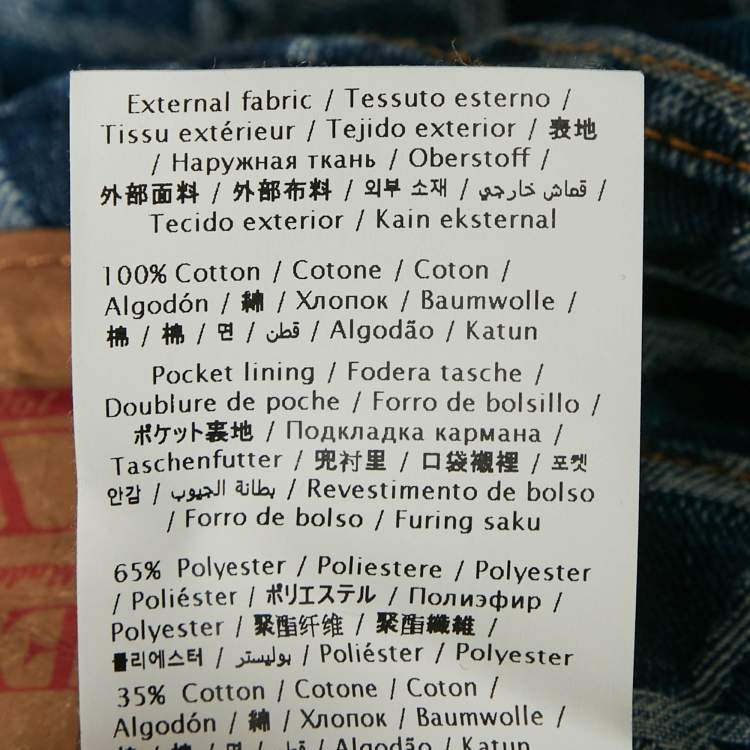 External fabric / Tessuto esterno /
Tissu extérieur / Tejido exterior / 表地
/ Наружная ткань / Oberstoff /
外部面料 / 外部布料 / 외부 소재 / قماش خارجي /
Tecido exterior / Kain eksternal
100% Cotton / Cotone / Coton /
Algodón / 綿 / Хлопок / Baumwolle /
棉 / 棉 / 면 / قطن / Algodão / Katun
Pocket lining / Fodera tasche /
Doublure de poche / Forro de bolsillo /
ポケット裏地 / Подкладка кармана /
Taschenfutter / 兜衬里 / 口袋襯裡 / 포켓
안감 / بطانة الجيوب / Revestimento de bolso
/ Forro de bolso / Furing saku
65% Polyester / Poliestere / Polyester
/ Poliéster / ポリエステル / Полиэфир /
Polyester / 聚酯纤维 / 聚酯纖維 /
폴리에스터 / بوليستر / Poliéster / Polyester
35% Cotton / Cotone / Coton /
Algodón / 綿 / Хлопок / Baumwolle /
棉 / 棉 / 면 / قطن / Algodão / Katun